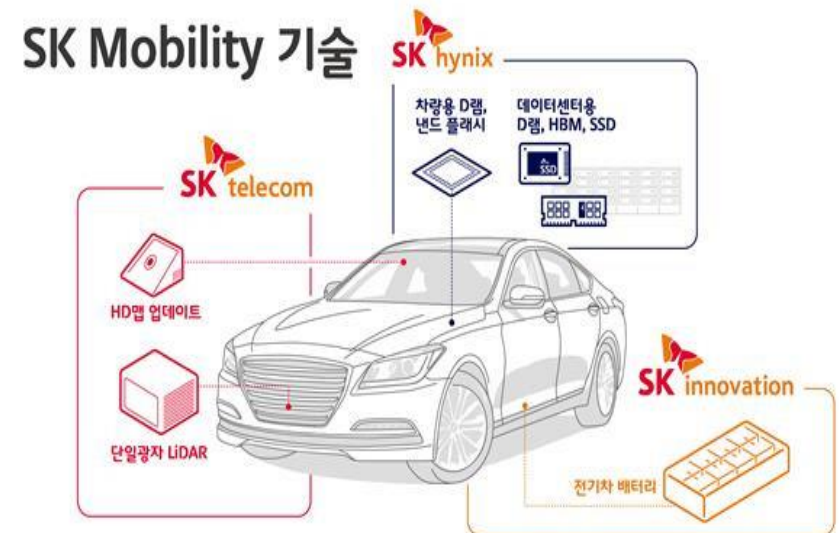 SK Mobility 기술
SK hynix
차량용 D램,
낸드 플래시
데이터센터용
D램, HBM, SSD
SSD
SK telecom
HD맵 업데이트
단일광자 LiDAR
SK innovation
전기차 배터리